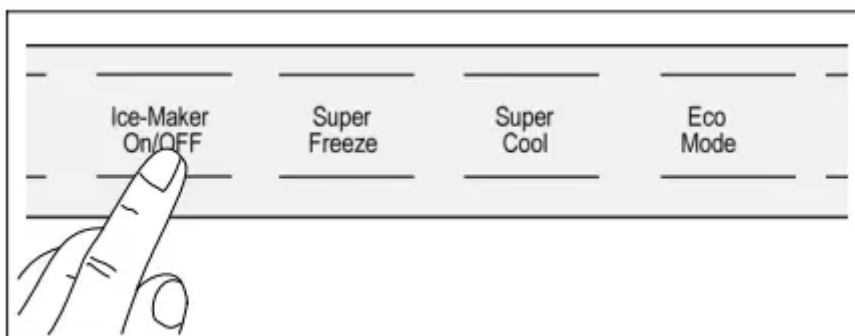 Ice-Maker
On/OFF
Super
Freeze
Super
Cool
Eco
Mode